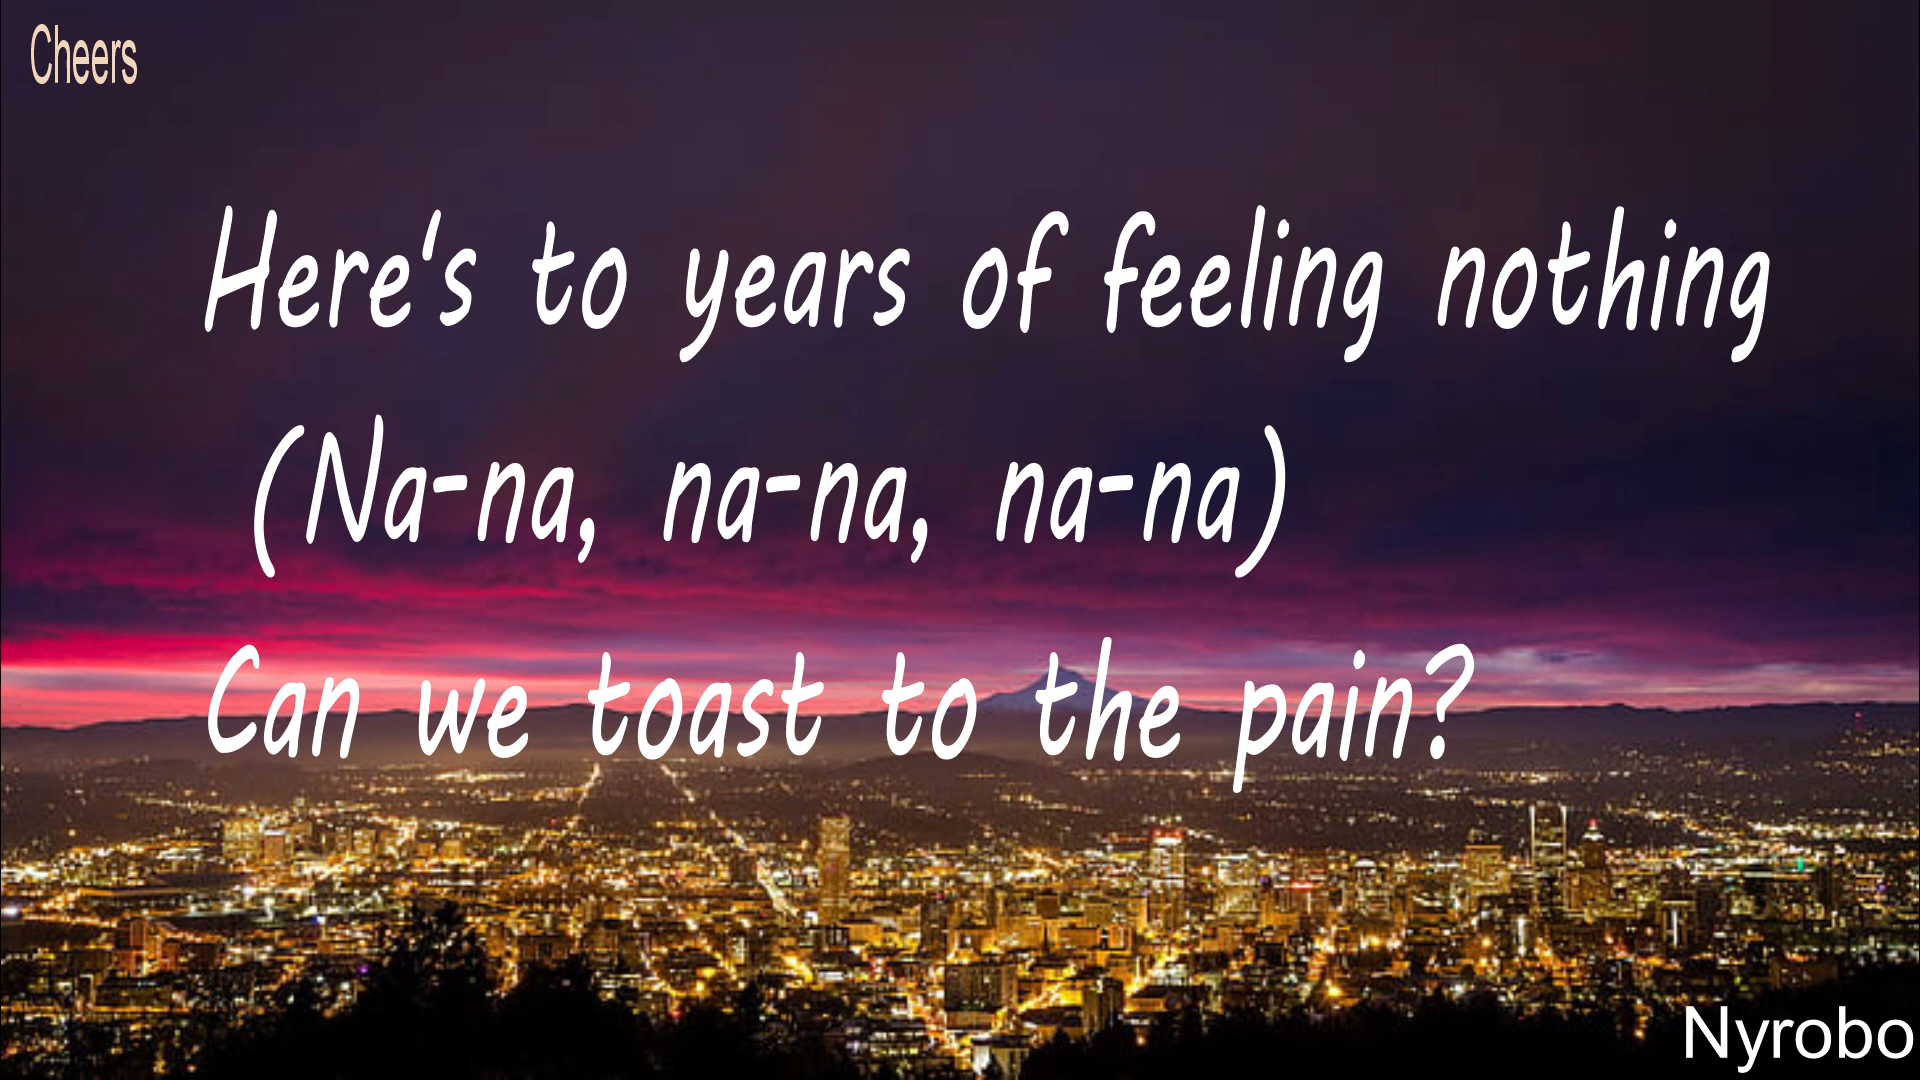 Cheers
Here's to years of feeling nothing
(Na-na, na-na, na-na)
Can we toast to the pain?
Nyrobo